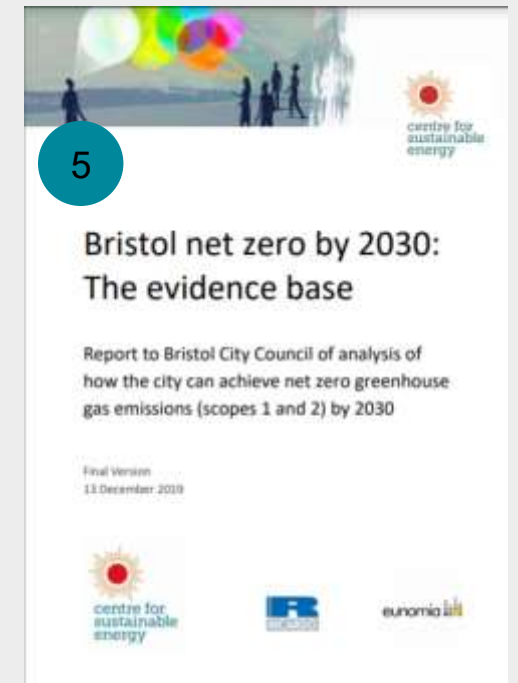 centre for
sustainable
energy
5
Bristol net zero by 2030:
The evidence base
Report to Bristol City Council of analysis of
how the city can achieve net zero greenhouse
gas emissions (scopes 1 and 2) by 2030
Final Version
13 December 2019
centre for
sustainable
energy
RICARDO
eunomia